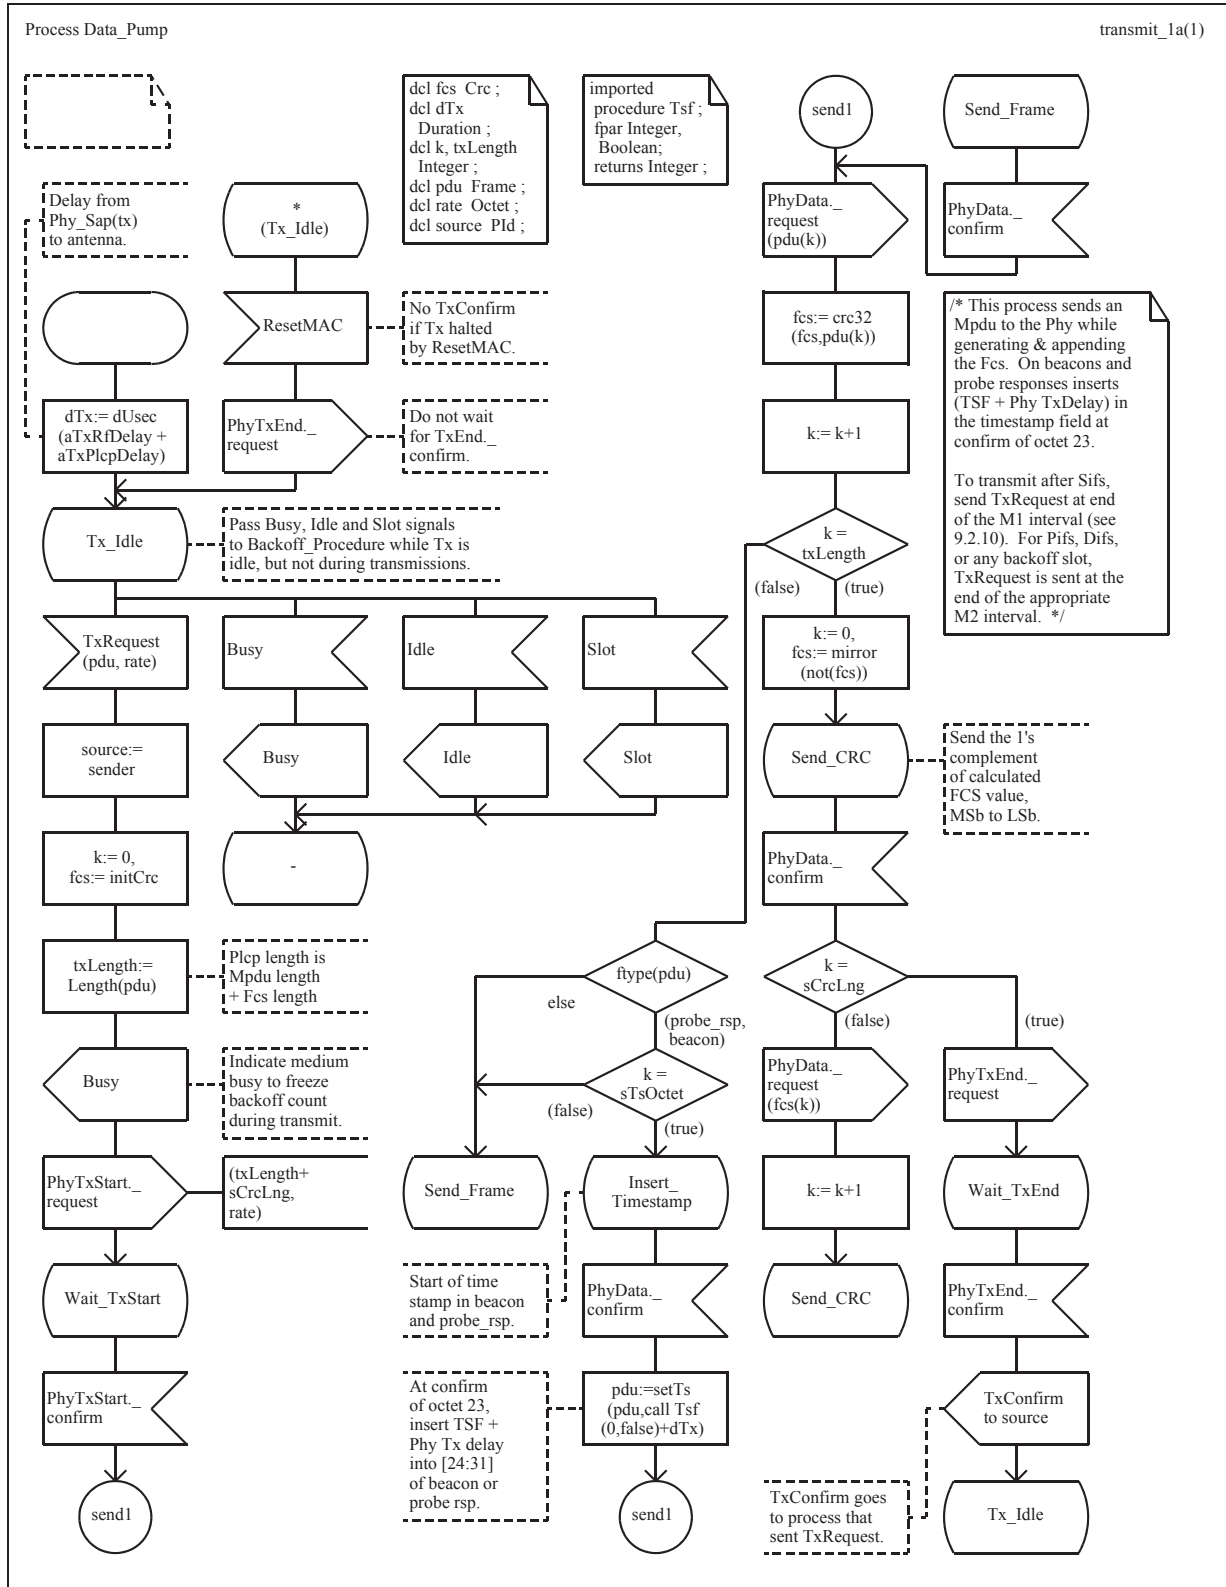 Process Data_Pump
transmit_1a(1)
dcl fcs  Crc ;
dcl dTx
Duration ;
dcl k, txLength
Integer ;
dcl pdu  Frame ;
dcl rate  Octet ;
dcl source  PId ;
imported
procedure Tsf ;
fpar Integer,
Boolean;
returns Integer ;
send1
Send_Frame
Delay from
Phy_Sap(tx)
to antenna.
*
(Tx_Idle)
PhyData._
request
(pdu(k))
PhyData._
confirm
ResetMAC
No TxConfirm
if Tx halted
by ResetMAC.
fcs:= crc32
(fcs,pdu(k))
/* This process sends an
Mpdu to the Phy while
generating & appending
the Fcs.  On beacons and
probe responses inserts
(TSF + Phy TxDelay) in
the timestamp field at
confirm of octet 23.
To transmit after Sifs,
send TxRequest at end
of the M1 interval (see
9.2.10).  For Pifs, Difs,
or any backoff slot,
TxRequest is sent at the
end of the appropriate
M2 interval.  */
dTx:= dUsec
(aTxRfDelay +
aTxPlcpDelay)
PhyTxEnd._
request
Do not wait
for TxEnd._
confirm.
k:= k+1
Tx_Idle
Pass Busy, Idle and Slot signals
to Backoff_Procedure while Tx is
idle, but not during transmissions.
k =
txLength
(false)
(true)
TxRequest
(pdu, rate)
Busy
Idle
Slot
k:= 0,
fcs:= mirror
(not(fcs))
source:=
sender
Busy
Idle
Slot
Send_CRC
Send the 1's
complement
of calculated
FCS value,
MSb to LSb.
k:= 0,
fcs:= initCrc
-
PhyData._
confirm
txLength:=
Length(pdu)
Plcp length is
Mpdu length
+ Fcs length
ftype(pdu)
else
(probe_rsp,
beacon)
k =
sCrcLng
(false)
(true)
Busy
Indicate medium
busy to freeze
backoff count
during transmit.
k =
sTsOctet
(false)
(true)
PhyData._
request
(fcs(k))
PhyTxEnd._
request
PhyTxStart._
request
(txLength+
sCrcLng,
rate)
Send_Frame
Insert_
Timestamp
k:= k+1
Wait_TxEnd
Wait_TxStart
Start of time
stamp in beacon
and probe_rsp.
PhyData._
confirm
Send_CRC
PhyTxEnd._
confirm
PhyTxStart._
confirm
At confirm
of octet 23,
insert TSF +
Phy Tx delay
into [24:31]
of beacon or
probe rsp.
pdu:=setTs
(pdu,call Tsf
(0,false)+dTx)
TxConfirm
to source
send1
send1
TxConfirm goes
to process that
sent TxRequest.
Tx_Idle